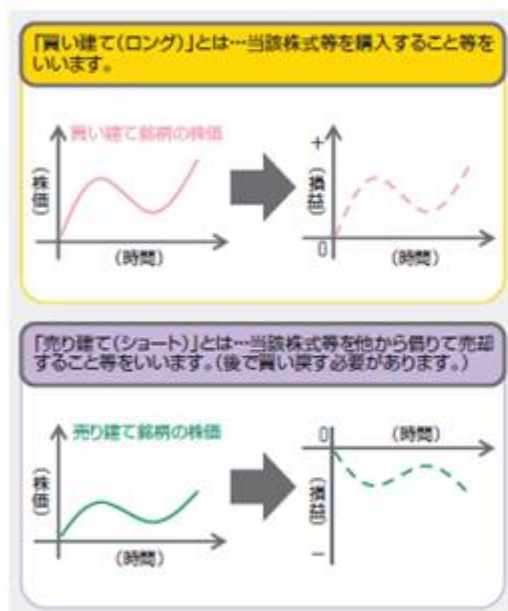 「買い建て(ロング)」とは…当該株式等を購入すること等を
いいます。
買い建て銘柄の株価
(株価)
(時間)
+
(損益)
0
(時間)
「売り建て(ショート)」とは…当該株式等を他から借りて売却
すること等をいいます。(後で買い戻す必要があります。)
売り建て銘柄の株価
(株価)
(時間)
0
(時間)
(損益)
−